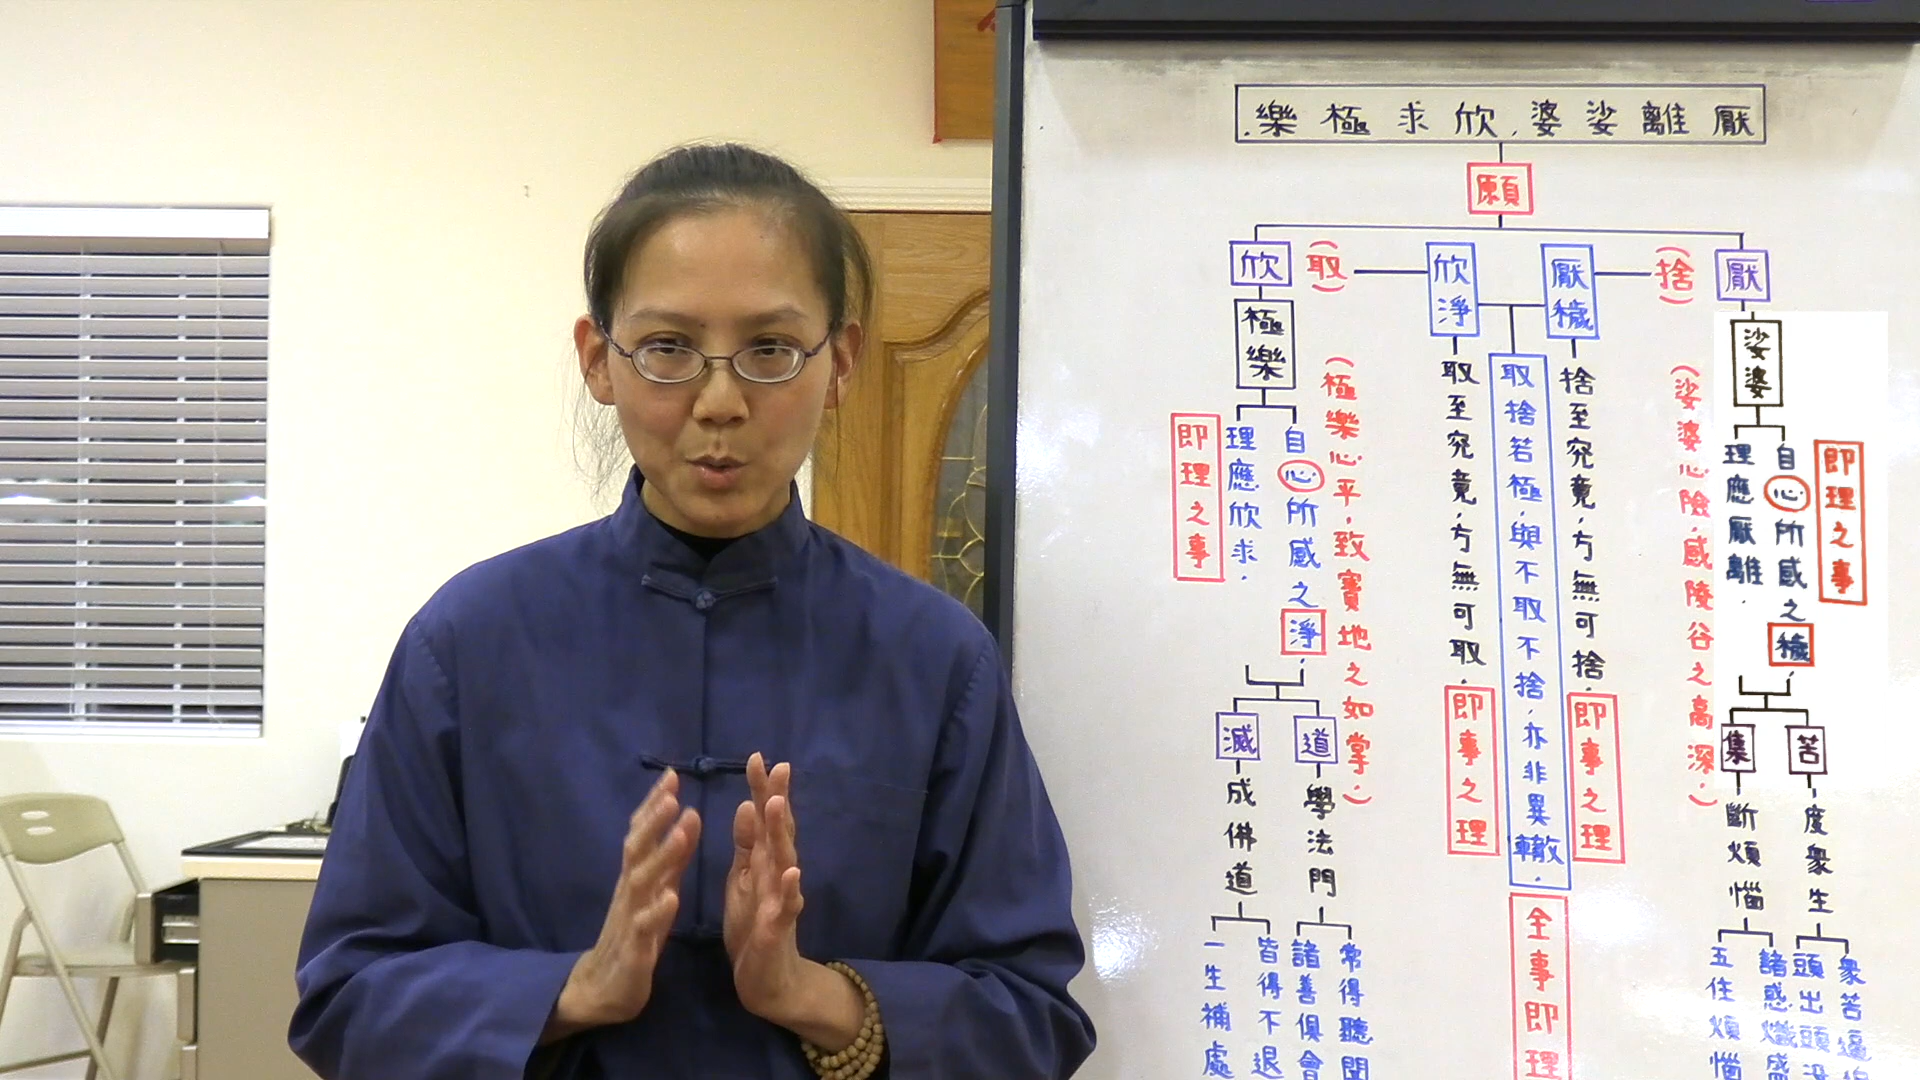 厭離娑婆.欣求極樂.
願
厭
(捨)
厭穢
欣淨
(取)
欣
娑婆
自心所感之穢.
理應厭離.
即理之事
苦
集
度眾生
斷煩惱
眾苦逼
頭出頭沒
諸惑熾盛
五住煩惱
(娑婆心險.感陵谷之高深.)
捨至究竟.方無可捨.
即事之理
取捨若極.與不取不捨.亦非異轍.
全事即理
取至究竟.方無可取.
即事之理
(極樂心平.致寶地之如掌.)
極樂
自心所感之淨.
理應欣求.
即理之事
道
滅
學法門
成佛道
常得聽聞
諸善俱會
皆得不退
一生補處